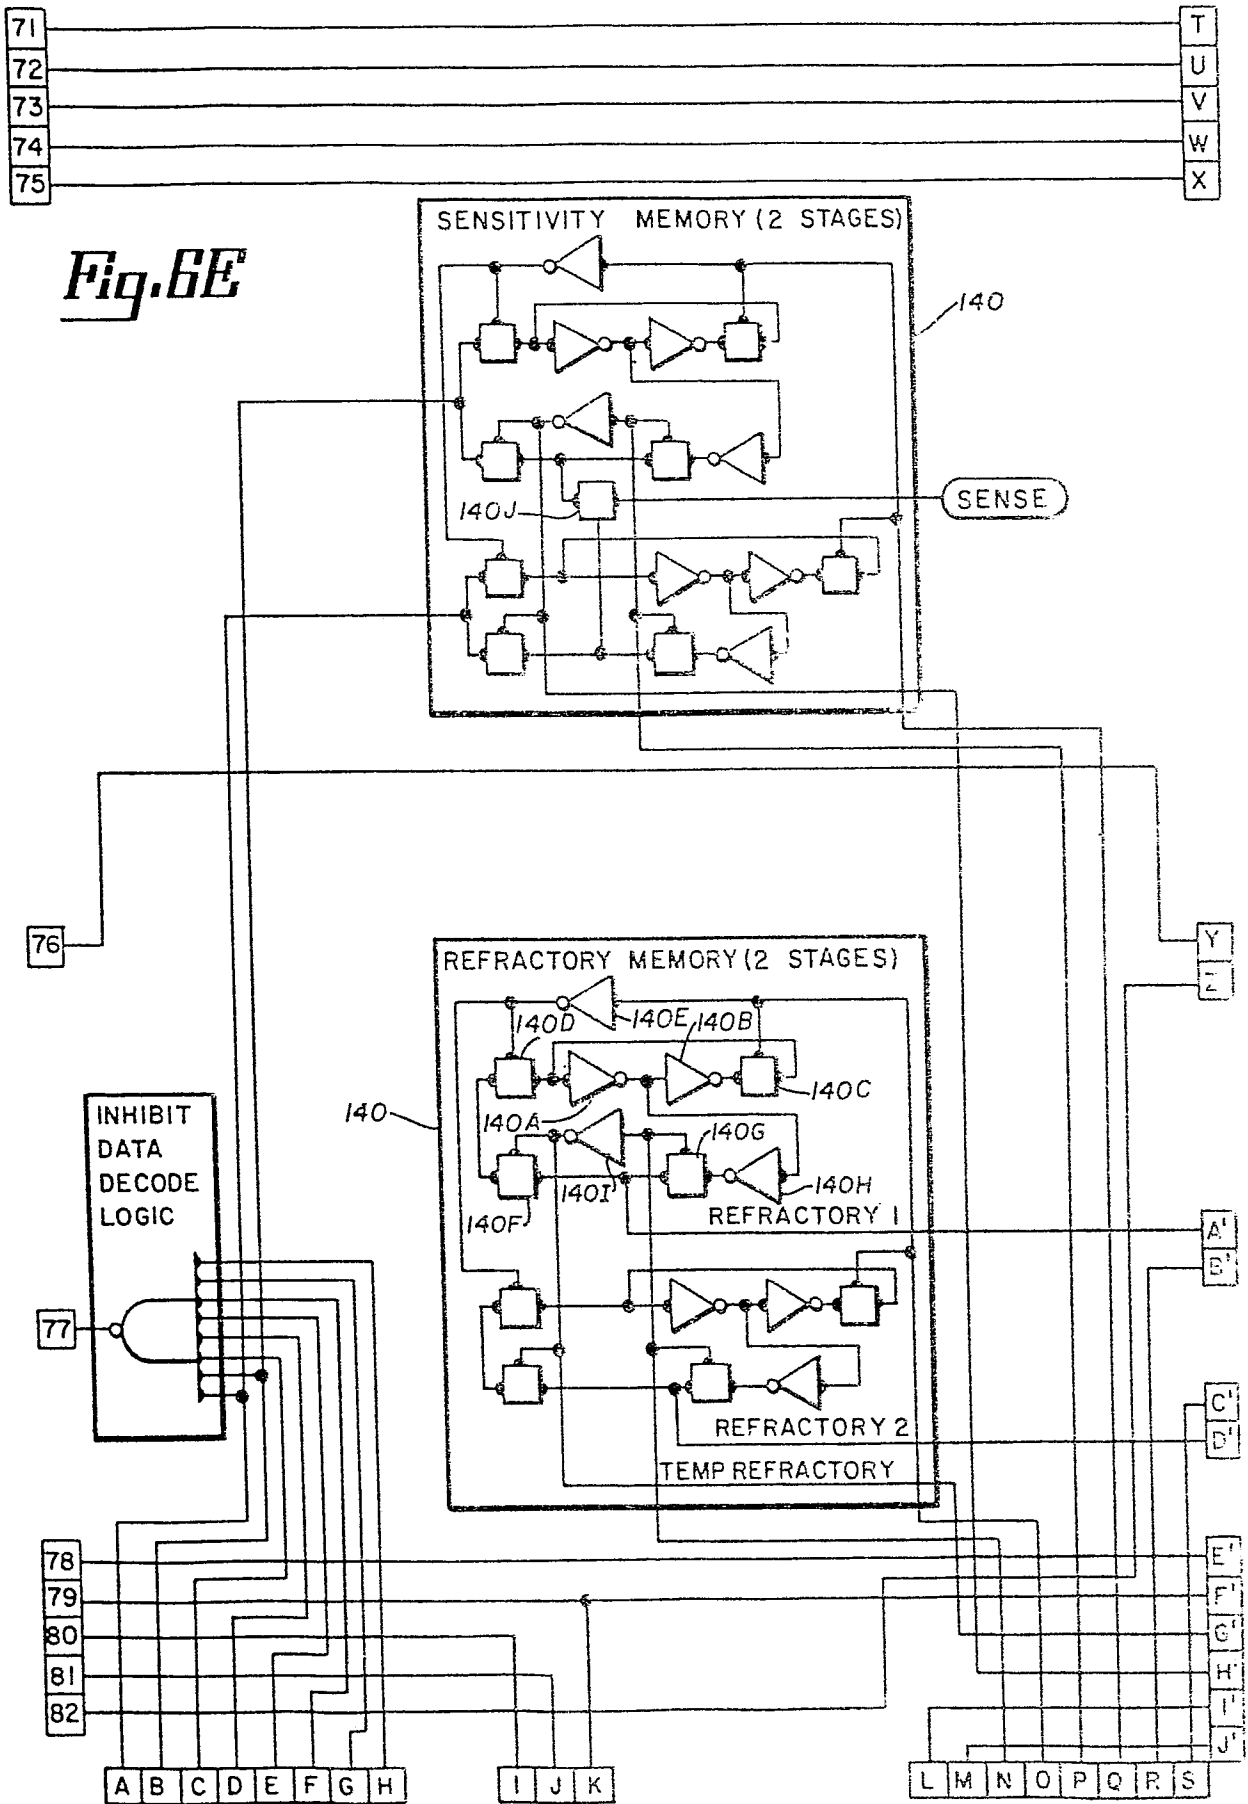 71 T
72 U
73 V
74 W
75 X
SENSITIVITY MEMORY (2 STAGES)
Fig. 6E
140
SENSE
140J
76 Y
Z
REFRACTORY MEMORY (2 STAGES)
140D 140E 140B
140C
140
140A 140G
INHIBIT
DATA
DECODE
LOGIC
140I 140H
140F
REFRACTORY 1
A'
B'
77
C'
REFRACTORY 2
D'
TEMP REFRACTORY
78 E'
79 F'
80 G'
81 H'
82 I'
J'
A B C D E F G H I J K L M N O P Q R S